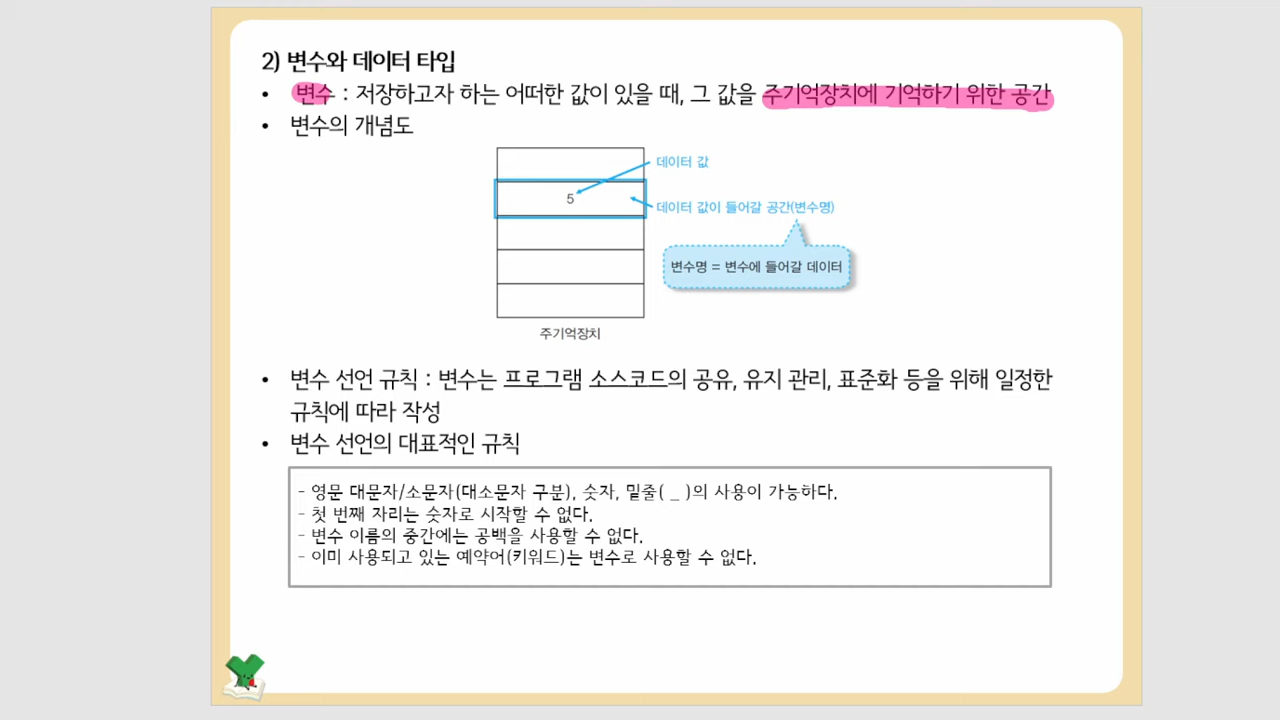 2) 변수와 데이터 타입
• 변수 : 저장하고자 하는 어떠한 값이 있을 때, 그 값을 주기억장치에 기억하기 위한 공간
• 변수의 개념도
데이터 값
5
데이터 값이 들어갈 공간(변수명)
변수명 = 변수에 들어갈 데이터
주기억장치
• 변수 선언 규칙 : 변수는 프로그램 소스코드의 공유, 유지 관리, 표준화 등을 위해 일정한
규칙에 따라 작성
• 변수 선언의 대표적인 규칙
- 영문 대문자/소문자(대소문자 구분), 숫자, 밑줄( _ )의 사용이 가능하다.
- 첫 번째 자리는 숫자로 시작할 수 없다.
- 변수 이름의 중간에는 공백을 사용할 수 없다.
- 이미 사용되고 있는 예약어(키워드)는 변수로 사용할 수 없다.